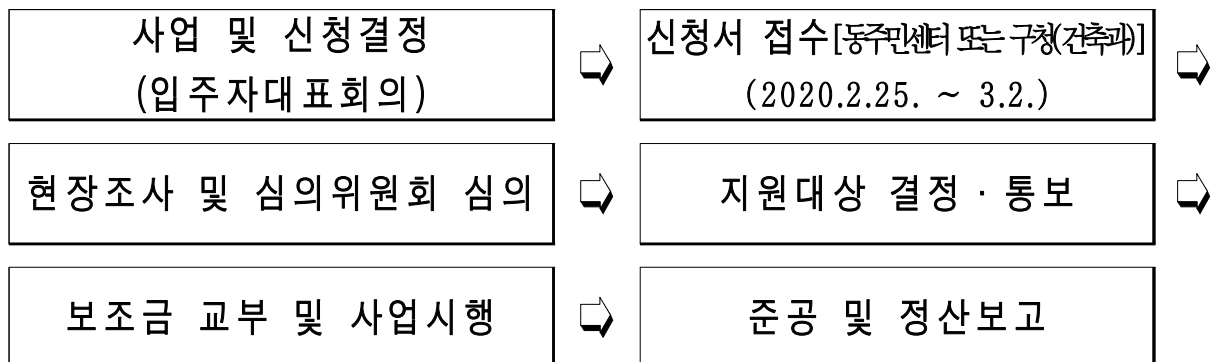 사업 및 신청결정
(입주자대표회의)
신청서 접수[동주민센터 또는 구청(건축과)]
(2020.2.25. ~ 3.2.)
현장조사 및 심의위원회 심의
지원대상 결정·통보
보조금 교부 및 사업시행
준공 및 정산보고